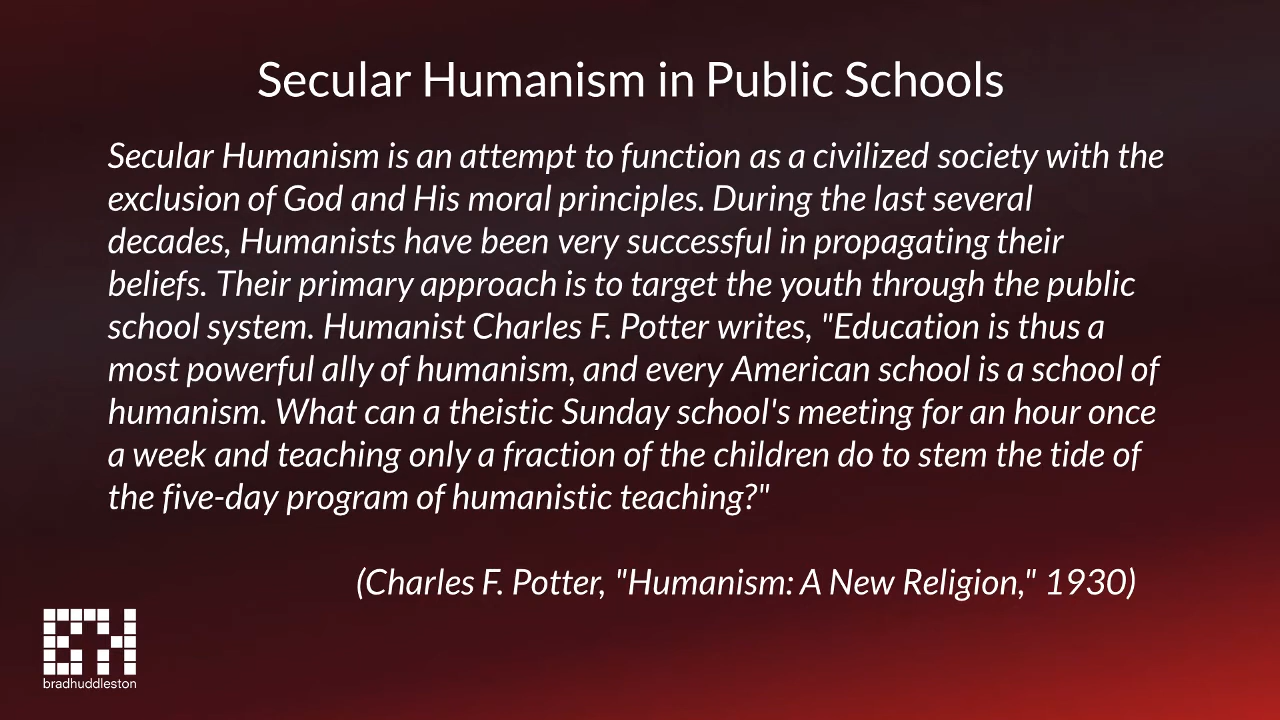 Secular Humanism in Public Schools
Secular Humanism is an attempt to function as a civilized society with the
exclusion of God and His moral principles. During the last several
decades, Humanists have been very successful in propagating their
beliefs. Their primary approach is to target the youth through the public
school system. Humanist Charles F. Potter writes, "Education is thus a
most powerful ally of humanism, and every American school is a school of
humanism. What can a theistic Sunday school's meeting for an hour once
a week and teaching only a fraction of the children do to stem the tide of
the five-day program of humanistic teaching?"
(Charles F. Potter, "Humanism: A New Religion," 1930)
bradhuddleston